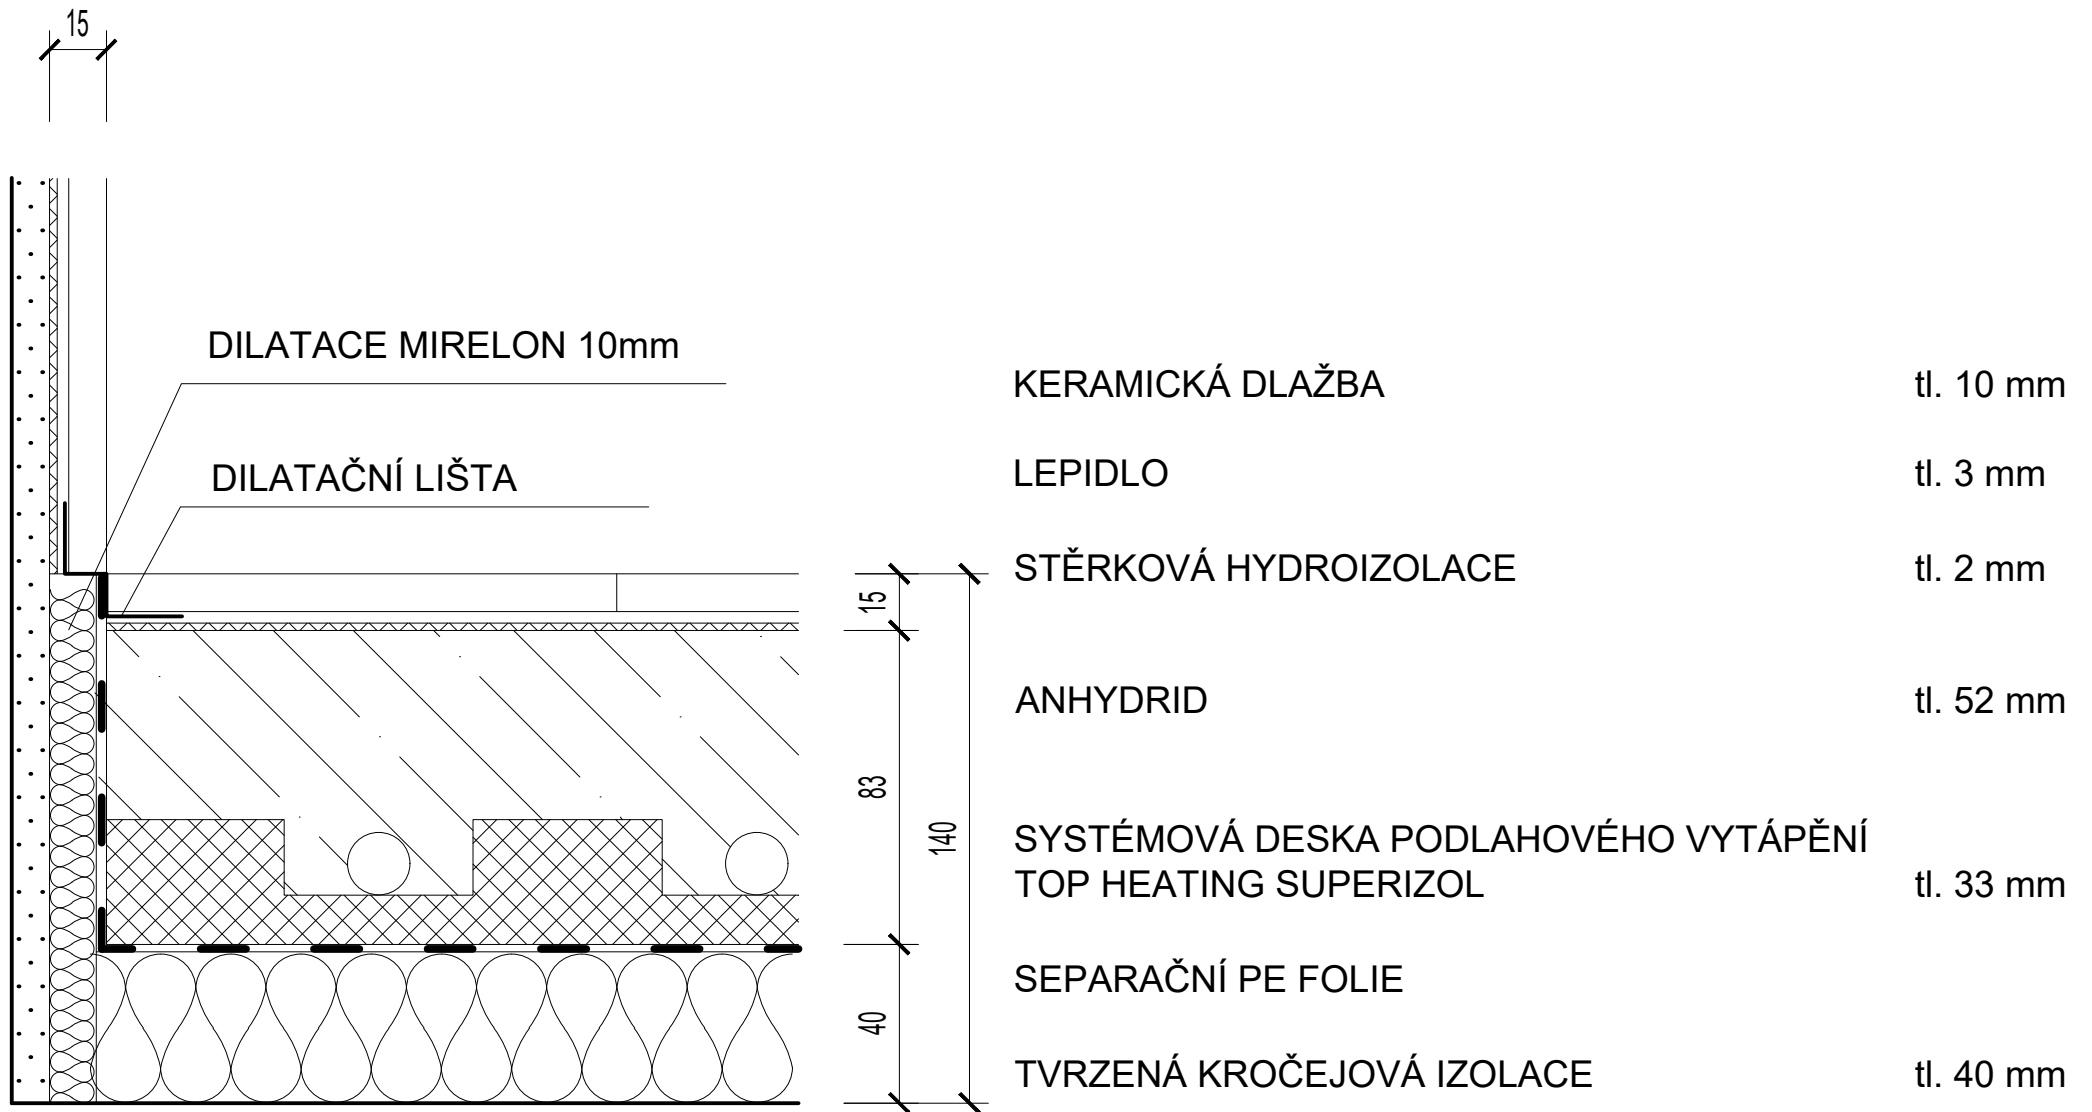 15
DILATACE MIRELON 10mm
KERAMICKÁ DLAŽBA tl. 10 mm
DILATAČNÍ LIŠTA
LEPIDLO tl. 3 mm
STĚRKOVÁ HYDROIZOLACE tl. 2 mm
15
ANHYDRID tl. 52 mm
83
140
SYSTÉMOVÁ DESKA PODLAHOVÉHO VYTÁPĚNÍ
TOP HEATING SUPERIZOL tl. 33 mm
SEPARAČNÍ PE FOLIE
40
TVRZENÁ KROČEJOVÁ IZOLACE tl. 40 mm